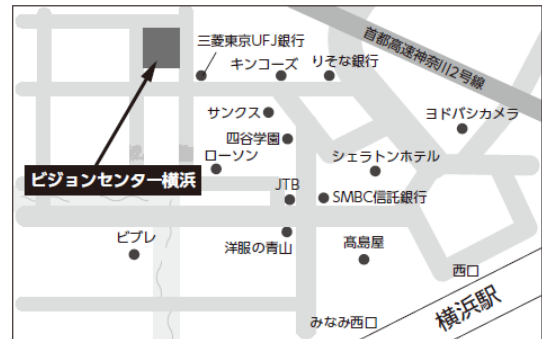 首都高速神奈川2号線
三菱東京UFJ銀行
キンコーズ
りそな銀行
サンクス
ヨドバシカメラ
四谷学園
ローソン
シェラトンホテル
ビジョンセンター横浜
JTB
SMBC信託銀行
ビブレ
洋服の青山
髙島屋
西口
横浜駅
みなみ西口